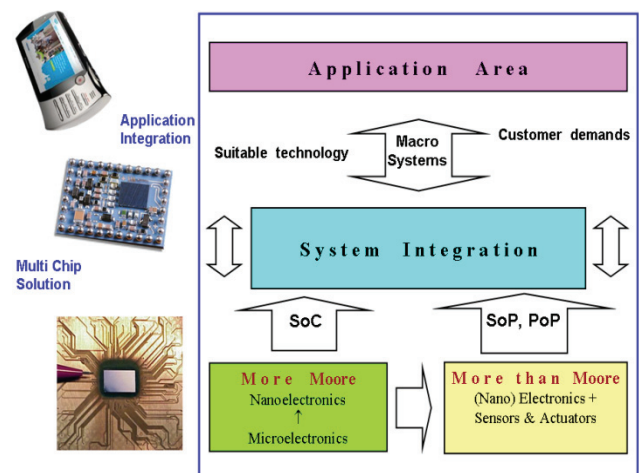 Application
Integration
Multi Chip
Solution
Application Area
Suitable technology
Macro
Systems
Customer demands
System Integration
SoC
SoP, PoP
More Moore
Nanoelectronics
↑
Microelectronics
More than Moore
(Nano) Electronics +
Sensors & Actuators